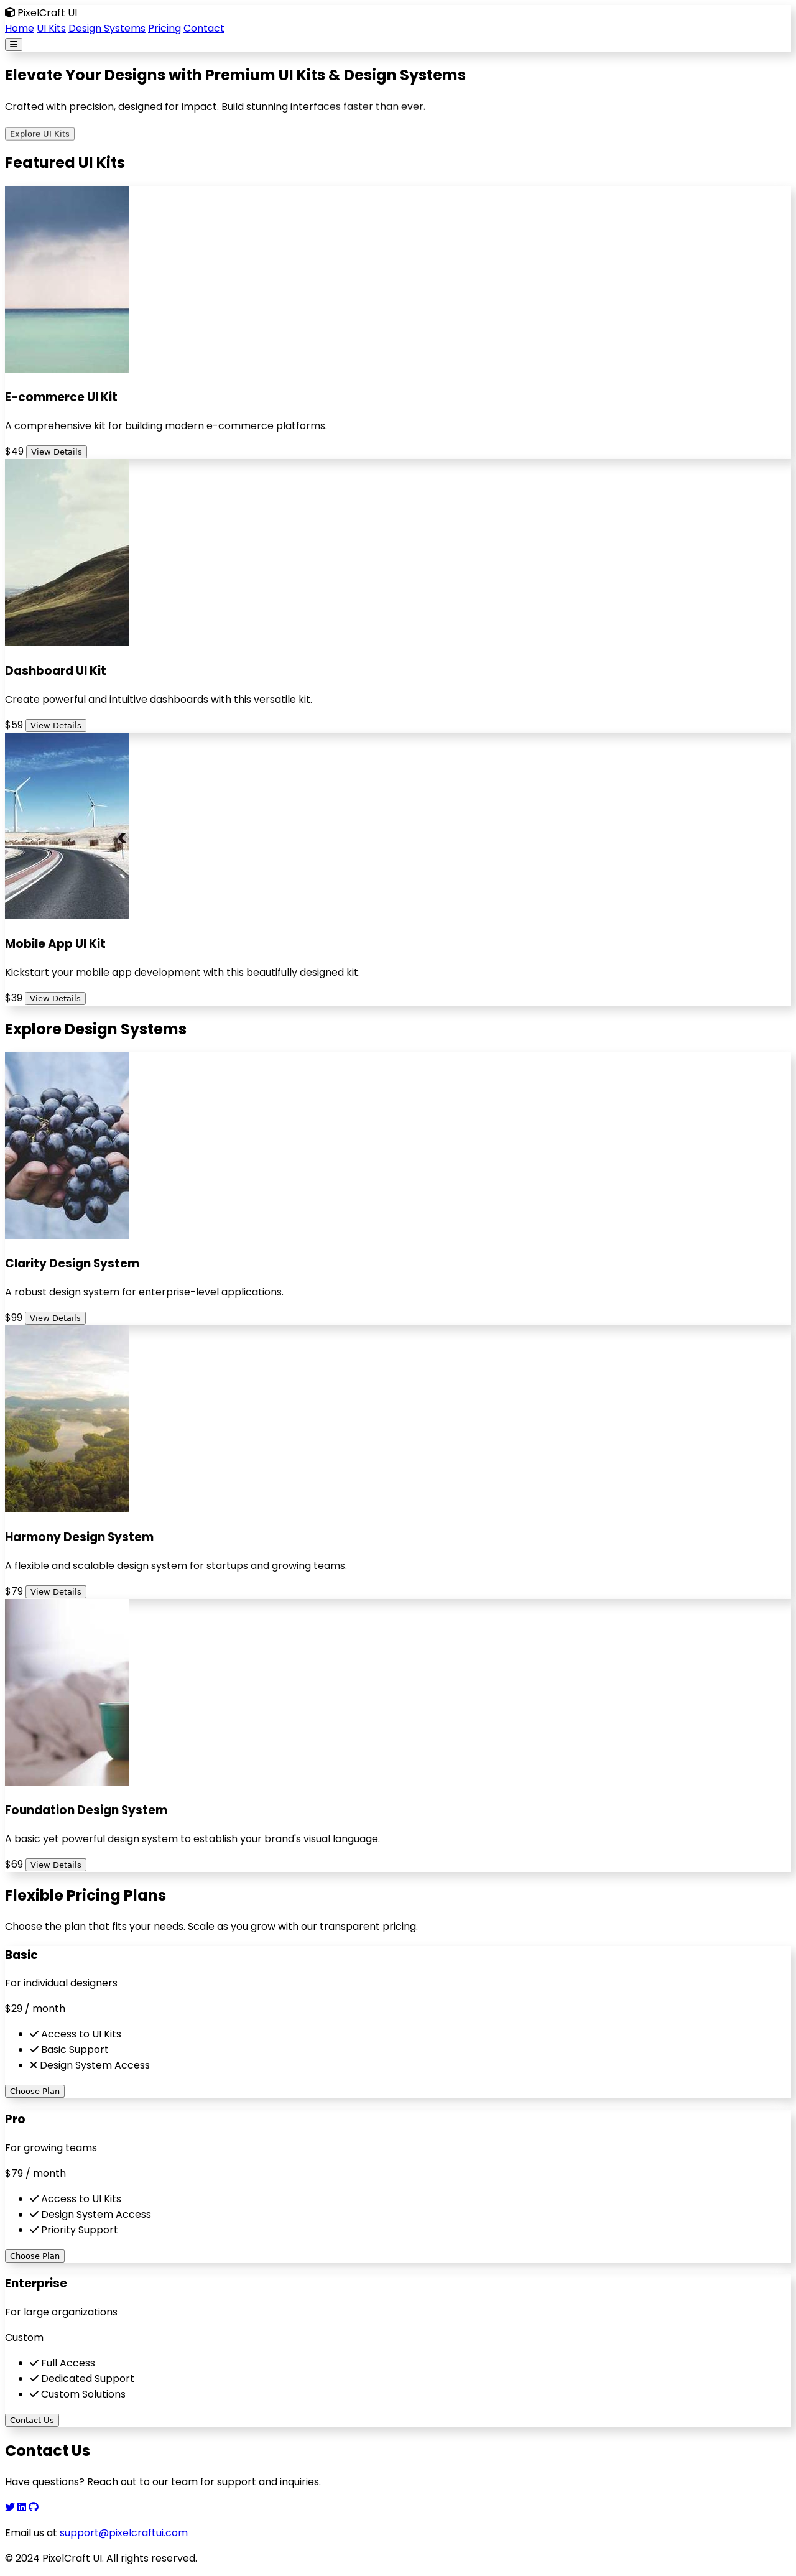 PixelCraft UI
Home UI Kits Design Systems Pricing Contact
Elevate Your Designs with Premium UI Kits & Design Systems
Crafted with precision, designed for impact. Build stunning interfaces faster than ever.
Explore UI Kits
Featured UI Kits
E-commerce UI Kit
A comprehensive kit for building modern e-commerce platforms.
$49 View Details
Dashboard UI Kit
Create powerful and intuitive dashboards with this versatile kit.
$59 View Details
Mobile App UI Kit
Kickstart your mobile app development with this beautifully designed kit.
$39 View Details
Explore Design Systems
Clarity Design System
A robust design system for enterprise-level applications.
$99 View Details
Harmony Design System
A flexible and scalable design system for startups and growing teams.
$79 View Details
Foundation Design System
A basic yet powerful design system to establish your brand's visual language.
$69 View Details
Flexible Pricing Plans
Choose the plan that fits your needs. Scale as you grow with our transparent pricing.
Basic
For individual designers
$29 / month
Access to UI Kits
Basic Support
Design System Access
Choose Plan
Pro
For growing teams
$79 / month
Access to UI Kits
Design System Access
Priority Support
Choose Plan
Enterprise
For large organizations
Custom
Full Access
Dedicated Support
Custom Solutions
Contact Us
Contact Us
Have questions? Reach out to our team for support and inquiries.
Email us at support@pixelcraftui.com
© 2024 PixelCraft UI. All rights reserved.